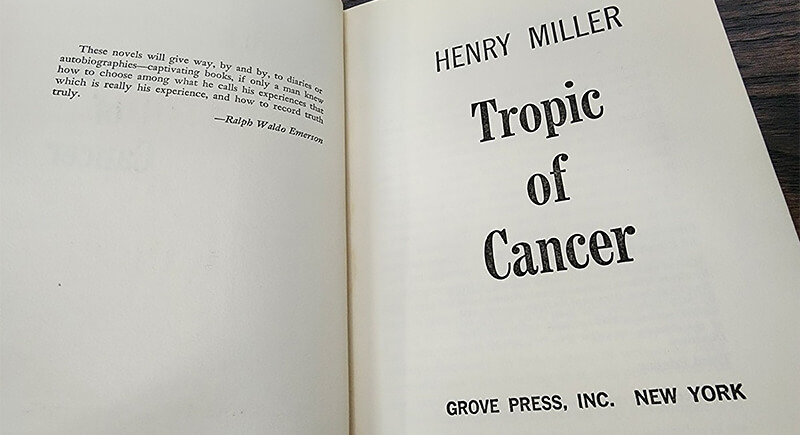 These novels will give way, by and by, to diaries or
autobiographies—captivating books, if only a man knew
how to choose among what he calls his experiences that
which is really his experience, and how to record truth
truly.
—Ralph Waldo Emerson
HENRY MILLER
Tropic
of
Cancer
GROVE PRESS, INC. NEW YORK